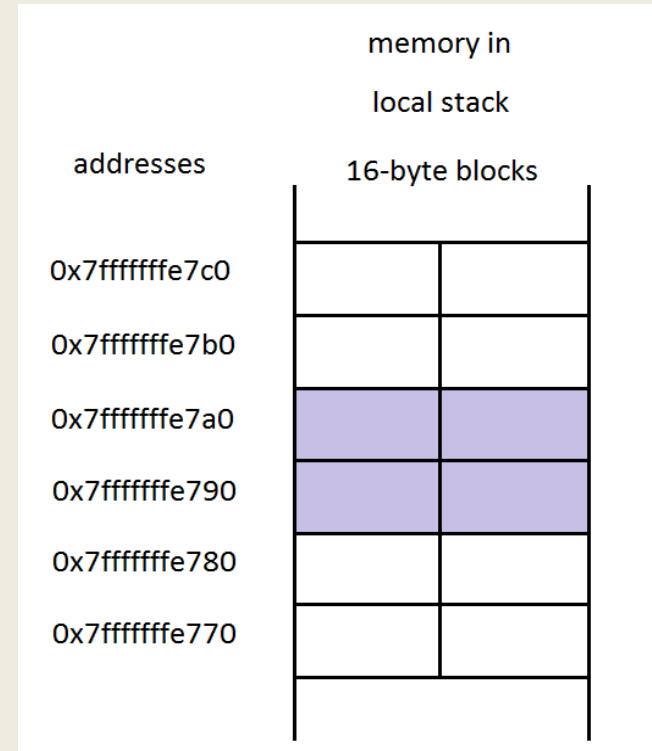 memory in
local stack
addresses
16-byte blocks
0x7fffffffe7c0
0x7fffffffe7b0
0x7fffffffe7a0
0x7fffffffe790
0x7fffffffe780
0x7fffffffe770